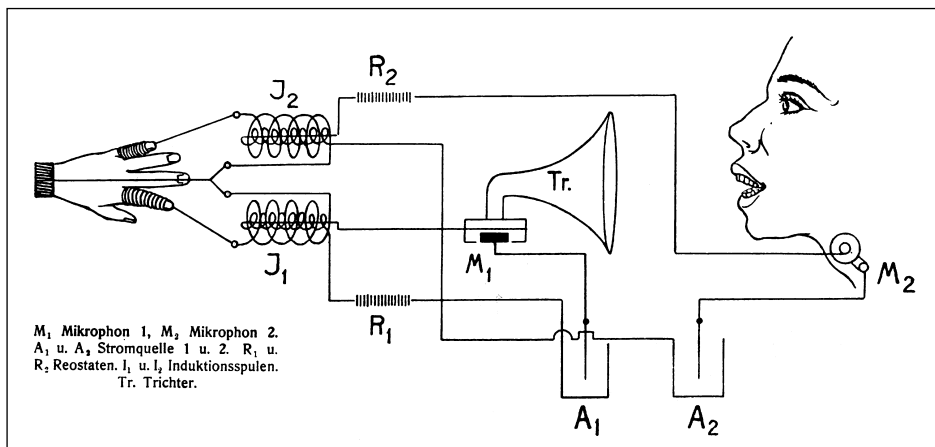 R₂
J₂
Tr.
J₁
M₁
M₂
R₁
M₁ Mikrophon 1, M₂ Mikrophon 2.
A₁ u. A₂ Stromquelle 1 u. 2. R₁ u.
R₂ Reostaten. I₁ u. I₂ Induktionsspulen.
Tr. Trichter.
A₁
A₂